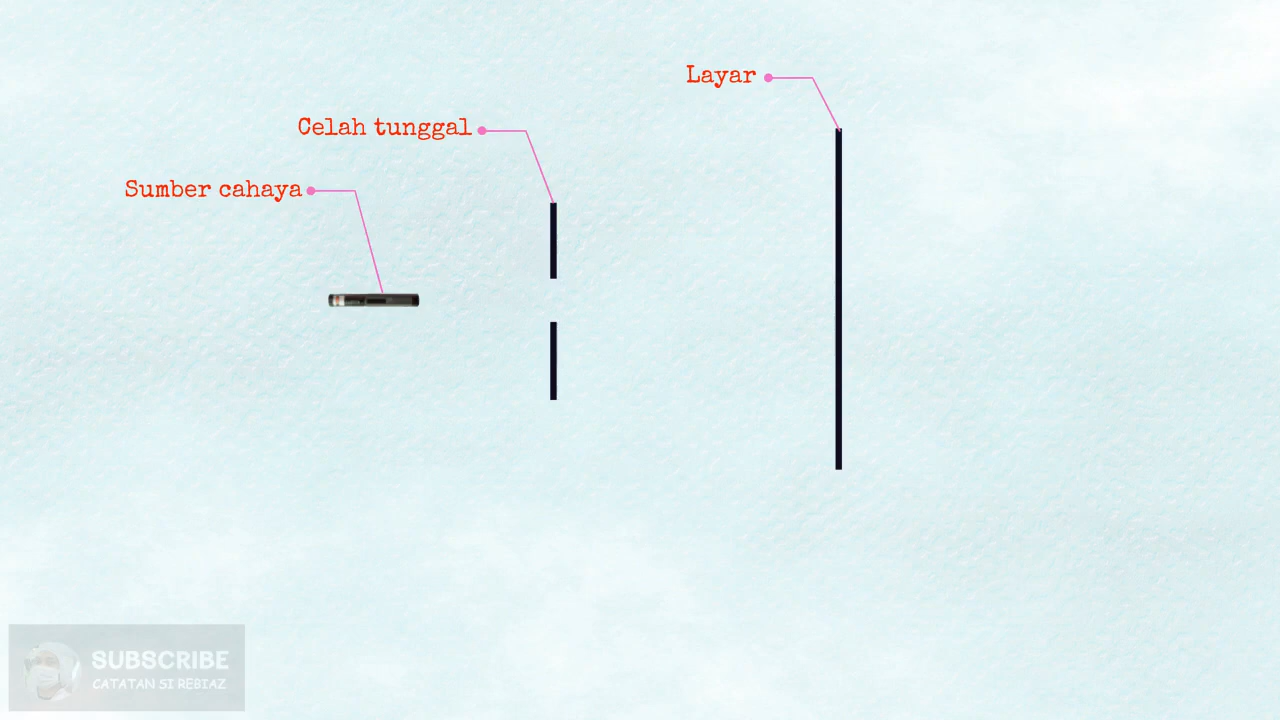 Layar
Celah tunggal
Sumber cahaya
SUBSCRIBE
CATATAN SI REBIAZ